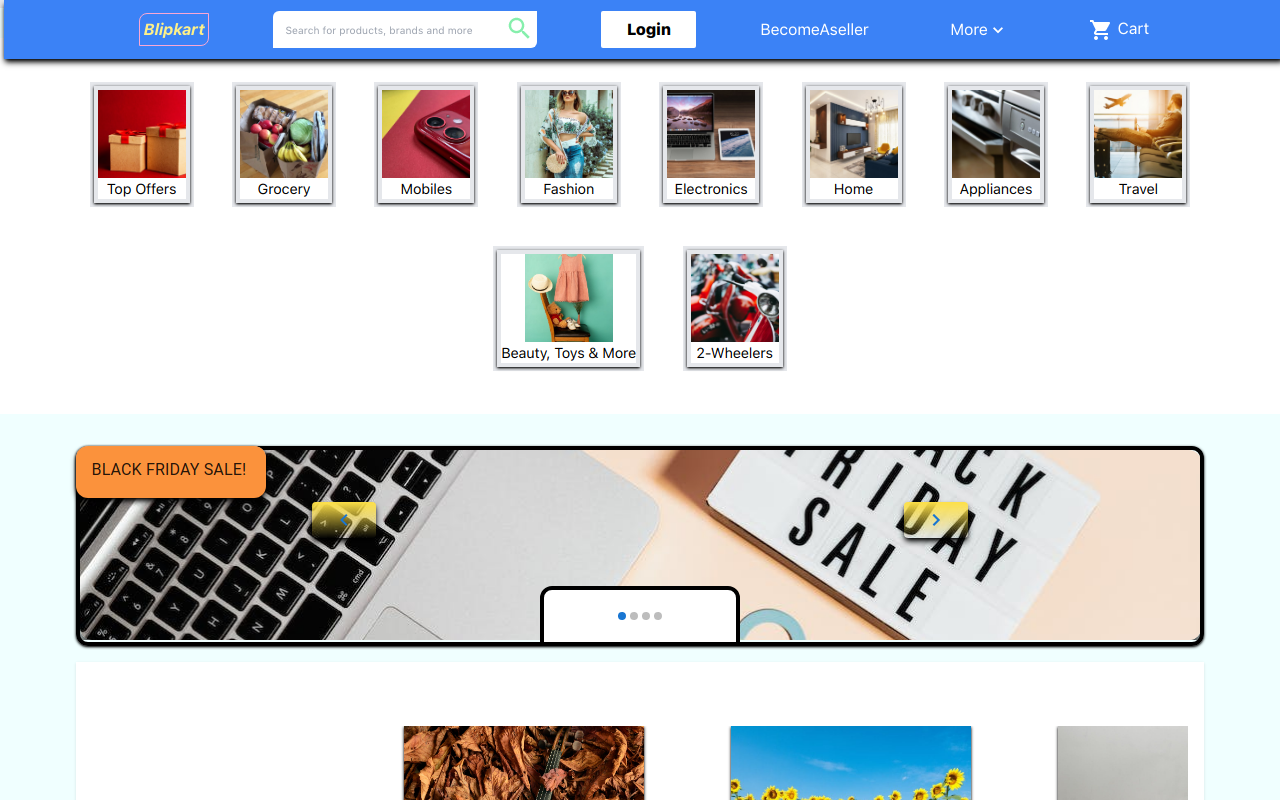 Blipkart
Search for products, brands and more
Login
BecomeAseller
More
Cart
Top Offers
Grocery
Mobiles
Fashion
Electronics
Home
Appliances
Travel
Beauty, Toys & More
2-Wheelers
BLACK FRIDAY SALE!
ACK
FRIDAY
SALE